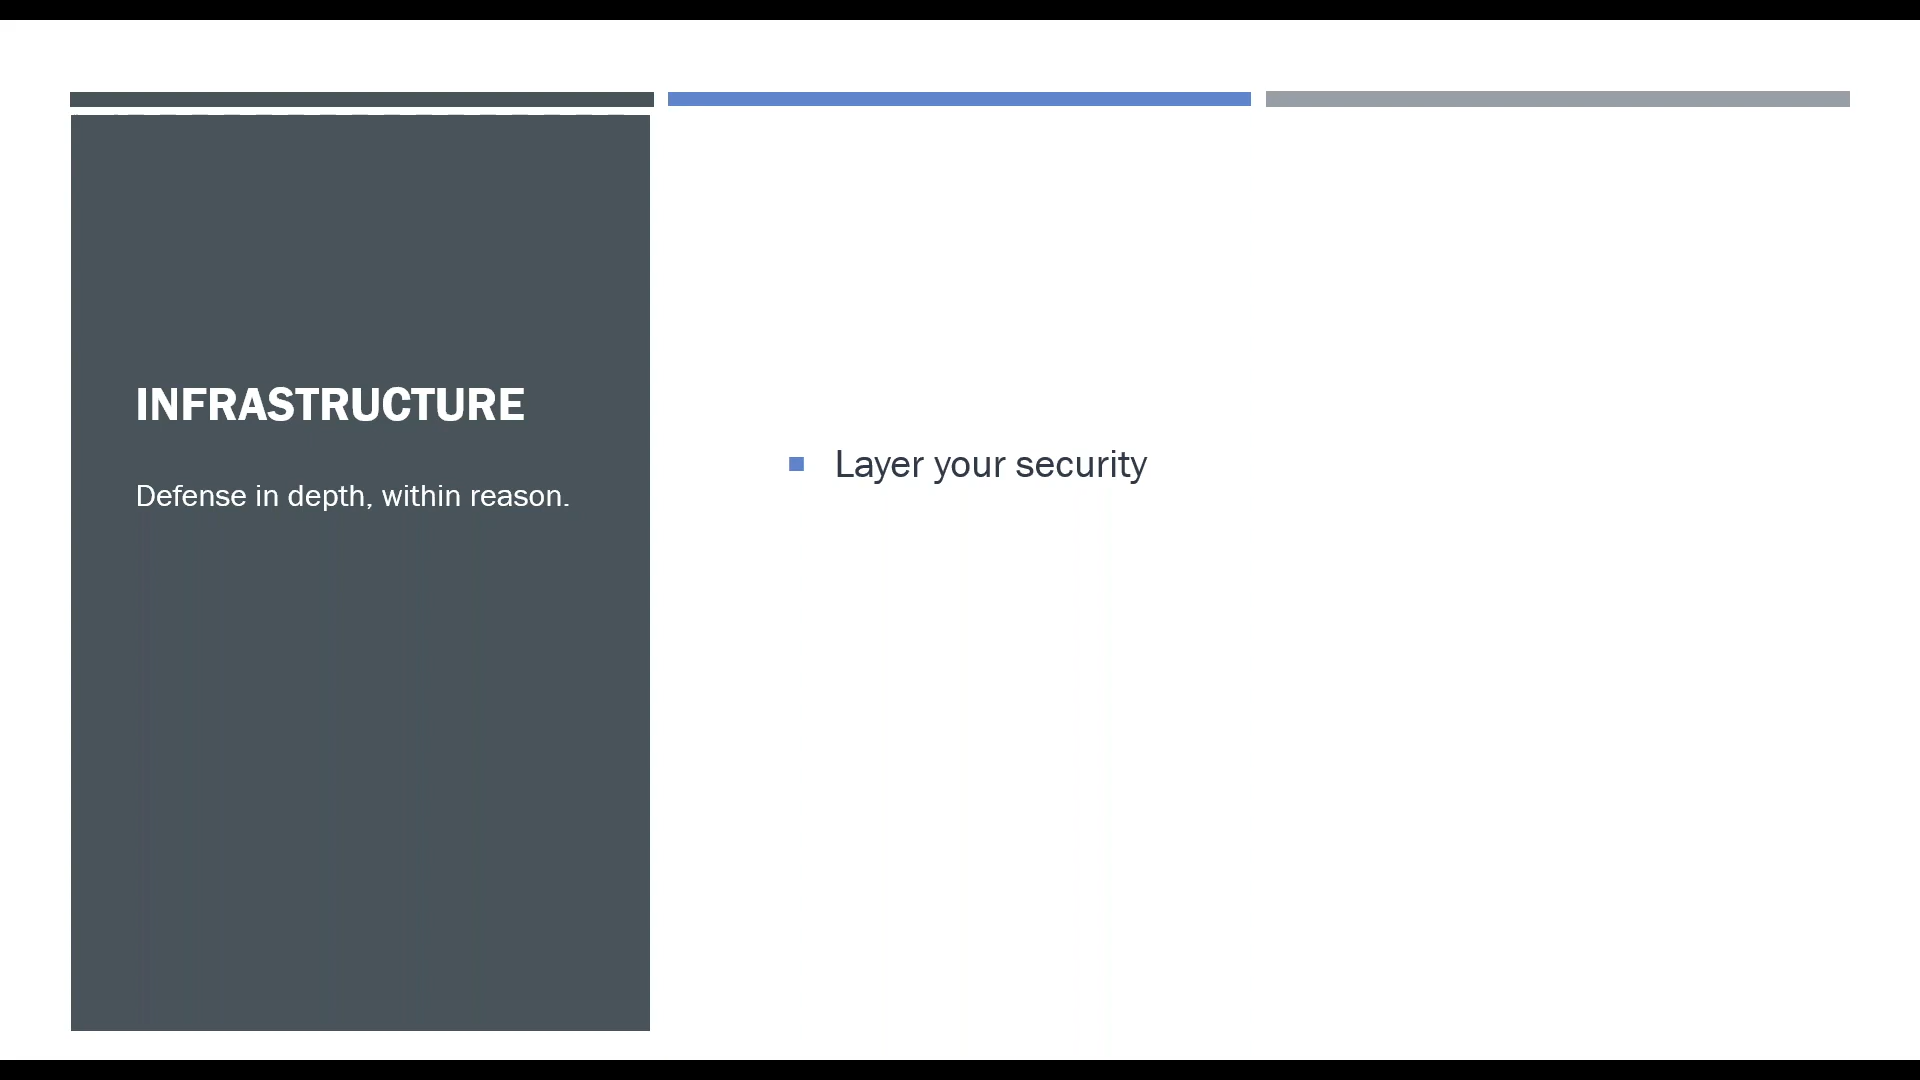 INFRASTRUCTURE
Defense in depth, within reason.
Layer your security